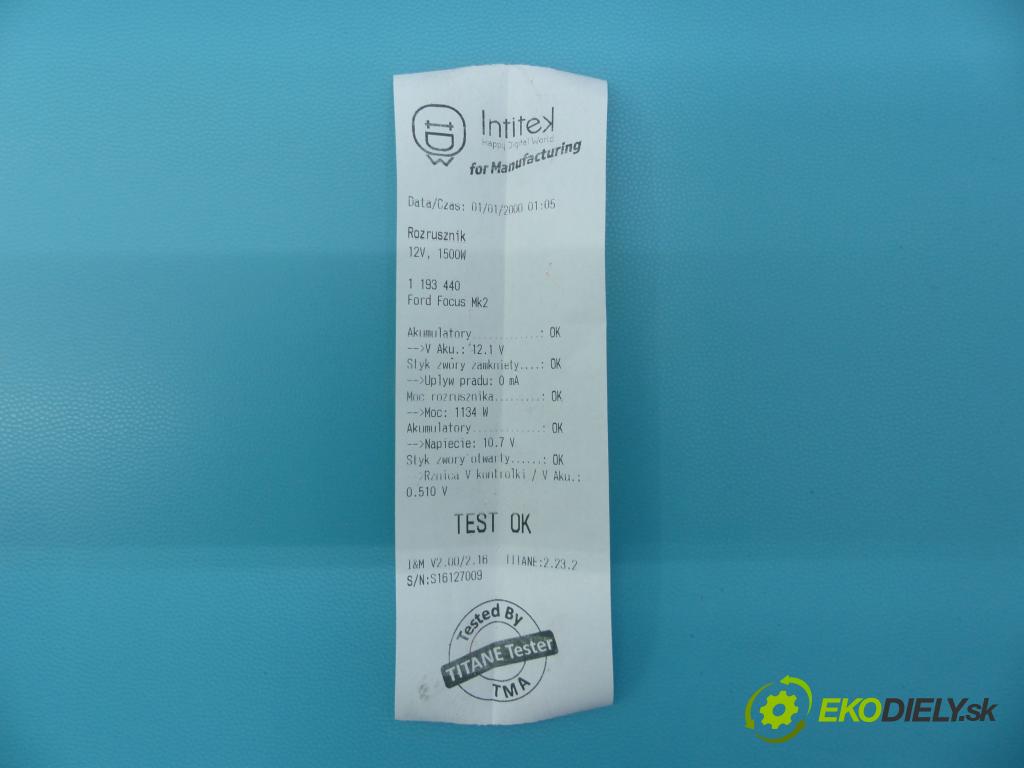 Intitek
Happy Digital World
for Manufacturing
Data/Czas: 01/01/2000 01:05
Rozrusznik
12V, 1500W
1 193 440
Ford Focus Mk2
Akumulatory............: OK
-->V Aku.: 12.1 V
Styk zwory zamkniety....: OK
-->Uplyw pradu: 0 mA
Moc rozrusznika.........: OK
-->Moc: 1134 W
Akumulatory............: OK
-->Napiecie: 10.7 V
Styk zwory otwarty......: OK
->Rznica V kontrolki / V Aku.:
0.510 V
TEST OK
I&M V2.00/2.16 TITANE:2.23.2
S/N:S16127009
Tested By
TITANE Tester
TMA
EKODIELY.sk